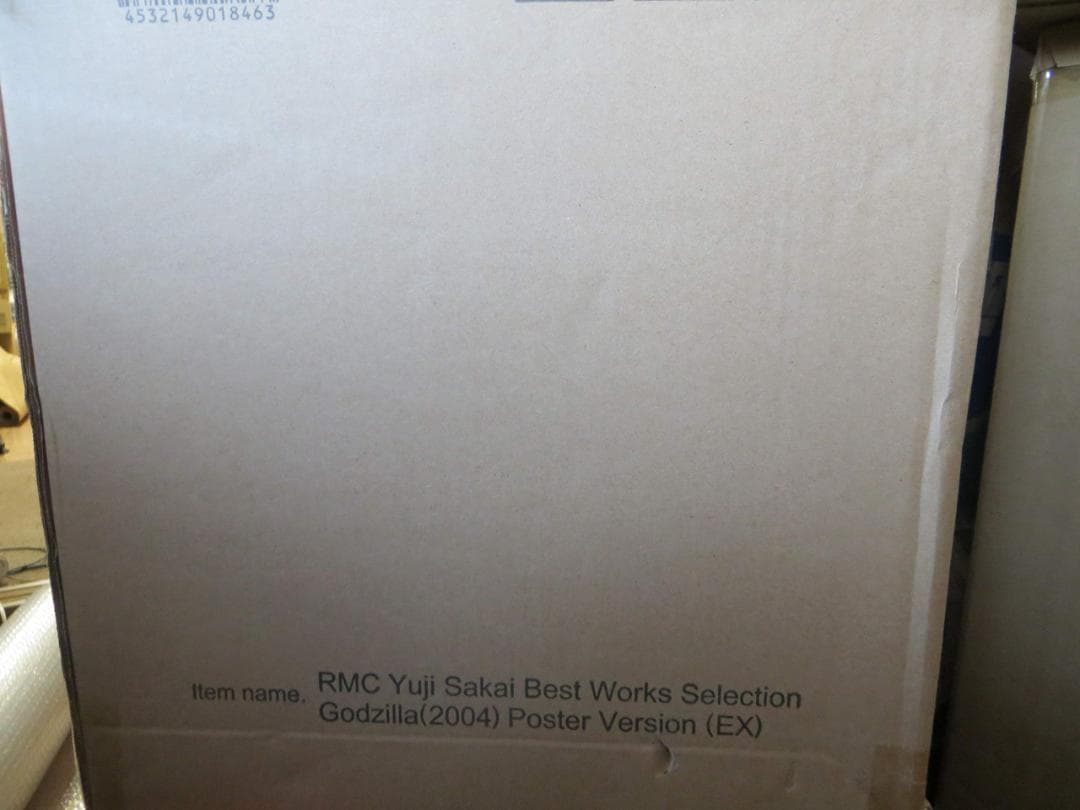 4532149018463
Item name. RMC Yuji Sakai Best Works Selection
Godzilla(2004) Poster Version (EX)